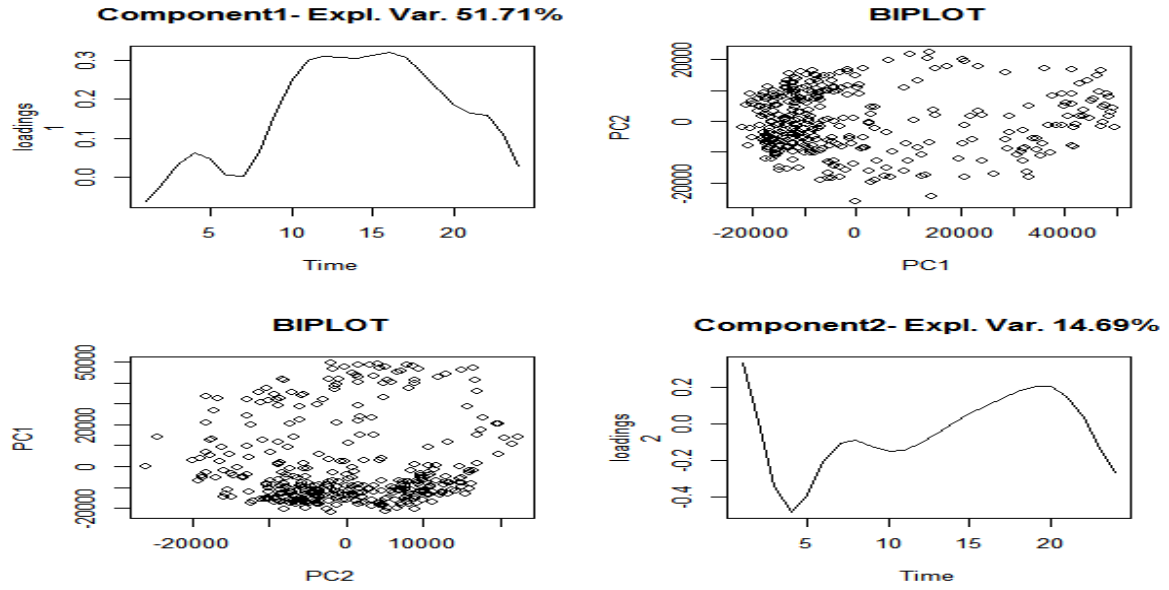 Component1- Expl. Var. 51.71%
loadings
1
0.0 0.1 0.2 0.3
5 10 15 20
Time
BIPLOT
PC2
-20000 0 20000
-20000 0 20000 40000
PC1
BIPLOT
PC1
-20000 0 20000 50000
-20000 0 10000
PC2
Component2- Expl. Var. 14.69%
loadings
2
-0.4 -0.2 0.0 0.2
5 10 15 20
Time